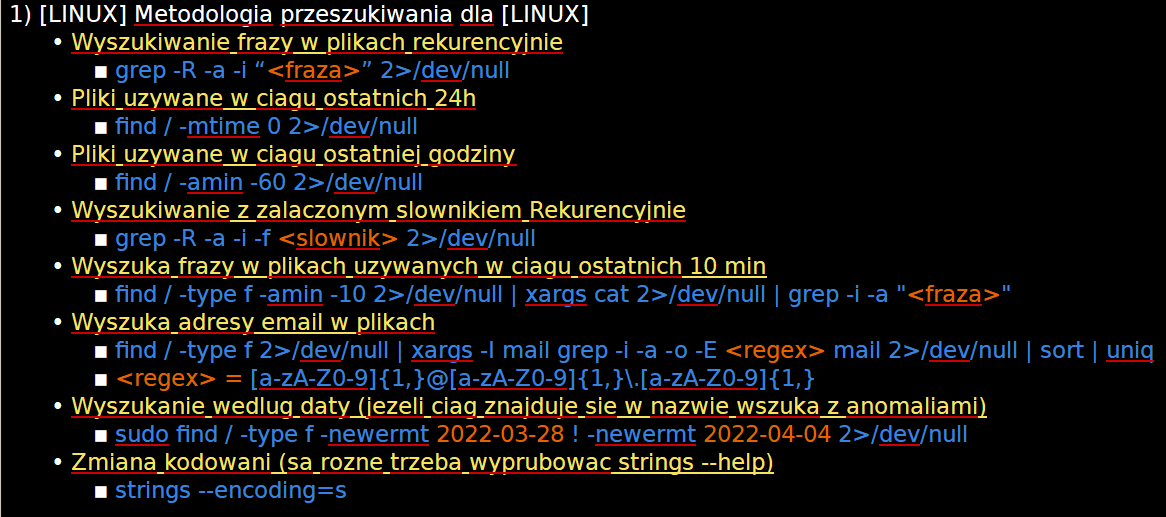 1) [LINUX] Metodologia przeszukiwania dla [LINUX]
• Wyszukiwanie frazy w plikach rekurencyjnie
▪ grep -R -a -i “<fraza>” 2>/dev/null
• Pliki uzywane w ciagu ostatnich 24h
▪ find / -mtime 0 2>/dev/null
• Pliki uzywane w ciagu ostatniej godziny
▪ find / -amin -60 2>/dev/null
• Wyszukiwanie z zalaczonym slownikiem Rekurencyjnie
▪ grep -R -a -i -f <slownik> 2>/dev/null
• Wyszuka frazy w plikach uzywanych w ciagu ostatnich 10 min
▪ find / -type f -amin -10 2>/dev/null | xargs cat 2>/dev/null | grep -i -a "<fraza>"
• Wyszuka adresy email w plikach
▪ find / -type f 2>/dev/null | xargs -I mail grep -i -a -o -E <regex> mail 2>/dev/null | sort | uniq
▪ <regex> = [a-zA-Z0-9]{1,}@[a-zA-Z0-9]{1,}\.[a-zA-Z0-9]{1,}
• Wyszukanie wedlug daty (jezeli ciag znajduje sie w nazwie wszuka z anomaliami)
▪ sudo find / -type f -newermt 2022-03-28 ! -newermt 2022-04-04 2>/dev/null
• Zmiana kodowani (sa rozne trzeba wyprubowac strings --help)
▪ strings --encoding=s